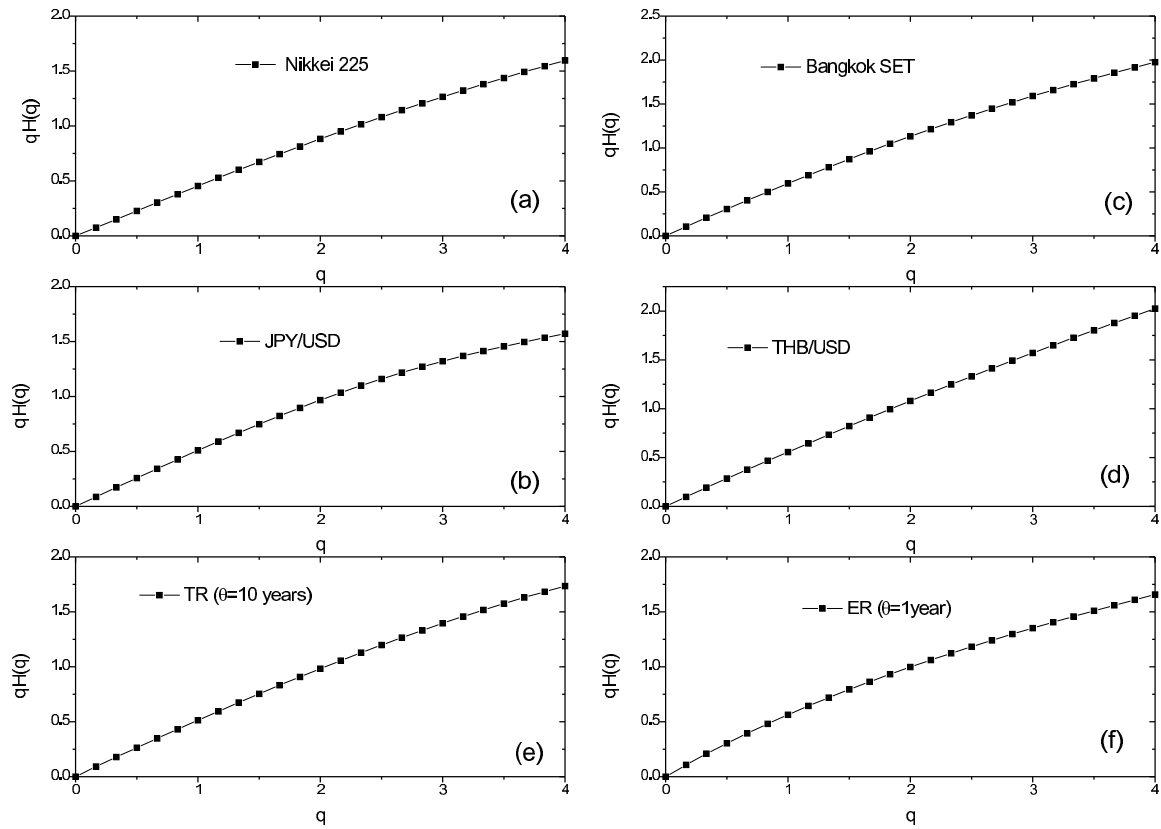 2.0
1.5
1.0
0.5
0.0
qH(q)
Nikkei 225
(a)
0 1 2 3 4
q
2.5
2.0
1.5
1.0
0.5
0.0
qH(q)
Bangkok SET
(c)
0 1 2 3 4
q
2.0
1.5
1.0
0.5
0.0
qH(q)
JPY/USD
(b)
0 1 2 3 4
q
2.0
1.5
1.0
0.5
0.0
qH(q)
THB/USD
(d)
0 1 2 3 4
q
2.0
1.5
1.0
0.5
0.0
qH(q)
TR (θ=10 years)
(e)
0 1 2 3 4
q
2.0
1.5
1.0
0.5
0.0
qH(q)
ER (θ=1year)
(f)
0 1 2 3 4
q